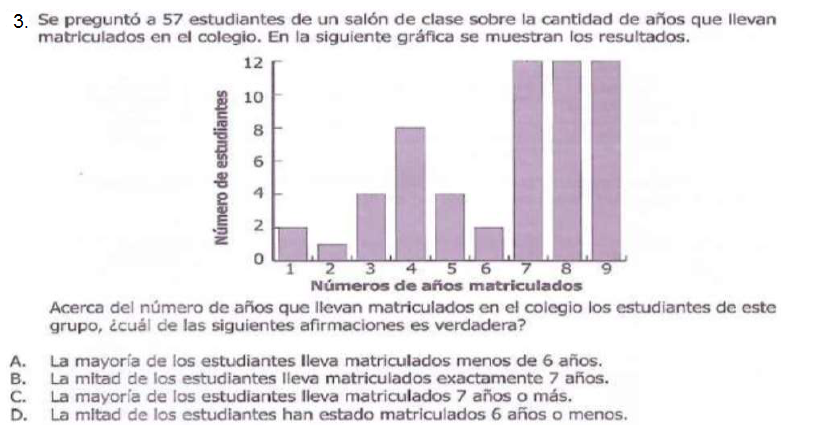 3. Se preguntó a 57 estudiantes de un salón de clase sobre la cantidad de años que llevan
matriculados en el colegio. En la siguiente gráfica se muestran los resultados.
12
10
8
6
4
2
0
Número de estudiantes
1 2 3 4 5 6 7 8 9
Números de años matriculados
Acerca del número de años que llevan matriculados en el colegio los estudiantes de este
grupo, ¿cuál de las siguientes afirmaciones es verdadera?
A. La mayoría de los estudiantes lleva matriculados menos de 6 años.
B. La mitad de los estudiantes lleva matriculados exactamente 7 años.
C. La mayoría de los estudiantes lleva matriculados 7 años o más.
D. La mitad de los estudiantes han estado matriculados 6 años o menos.